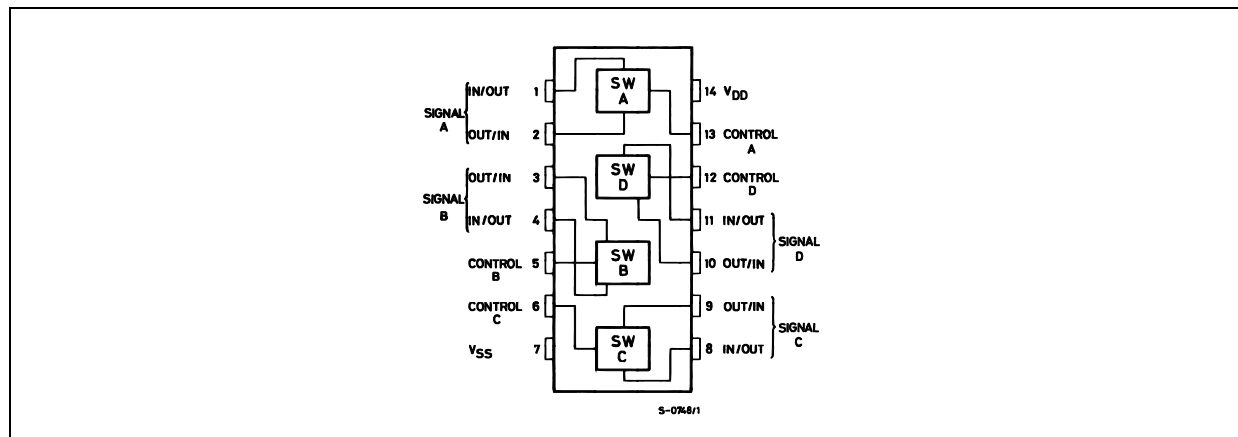 IN/OUT 1
SIGNAL A
OUT/IN 2
OUT/IN 3
SIGNAL B
IN/OUT 4
CONTROL B 5
CONTROL C 6
VSS 7
SW A
SW D
SW B
SW C
14 VDD
13 CONTROL A
12 CONTROL D
11 IN/OUT
SIGNAL D
10 OUT/IN
9 OUT/IN
SIGNAL C
8 IN/OUT
S-0748/1